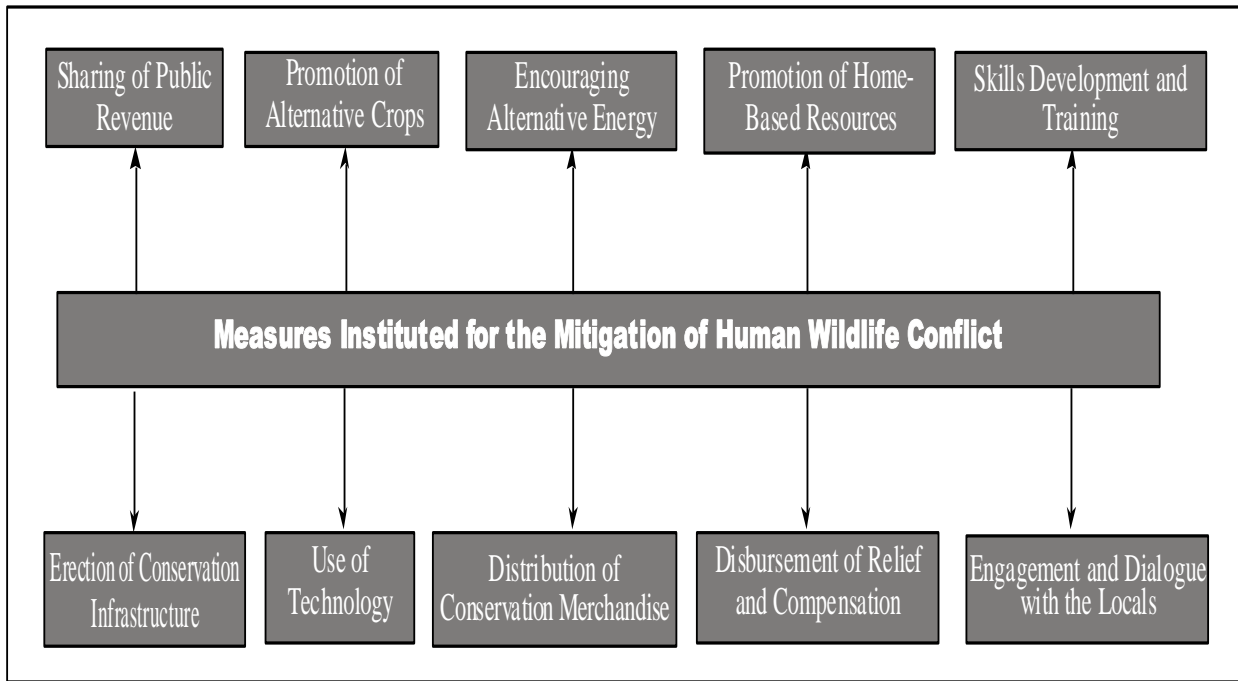 Sharing of Public
Revenue
Promotion of
Alternative Crops
Encouraging
Alternative Energy
Promotion of Home-
Based Resources
Skills Development and
Training
Measures Instituted for the Mitigation of Human Wildlife Conflict
Erection of Conservation
Infrastructure
Use of
Technology
Distribution of
Conservation Merchandise
Disbursement of Relief
and Compensation
Engagement and Dialogue
with the Locals